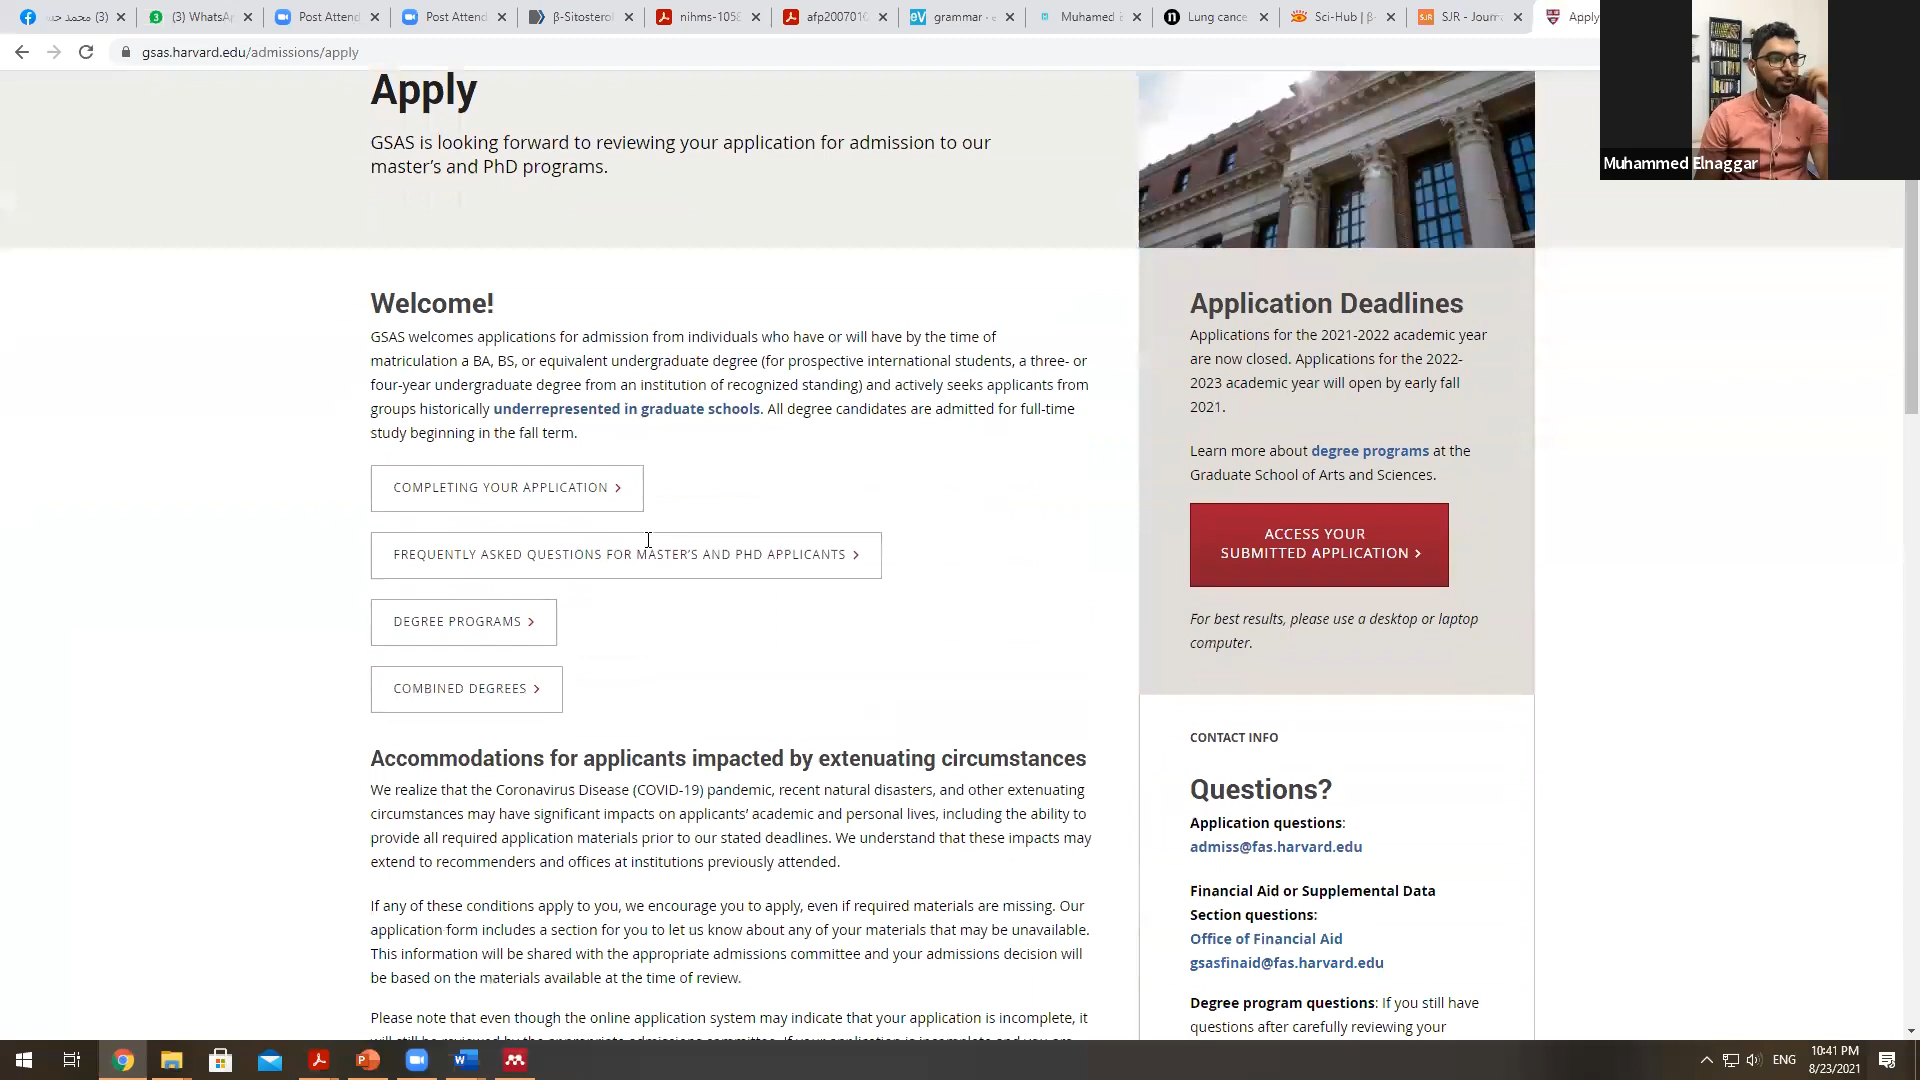 محمد حس (3)
(3) WhatsA
Post Attend
Post Attend
β-Sitostero
nihms-105
afp200701
grammar - e
Muhamed E
Lung cance
Sci-Hub | β-
SJR - Journ
Apply
gsas.harvard.edu/admissions/apply
Muhammed Elnaggar
Apply
GSAS is looking forward to reviewing your application for admission to our
master's and PhD programs.
Welcome!
GSAS welcomes applications for admission from individuals who have or will have by the time of
matriculation a BA, BS, or equivalent undergraduate degree (for prospective international students, a three- or
four-year undergraduate degree from an institution of recognized standing) and actively seeks applicants from
groups historically underrepresented in graduate schools. All degree candidates are admitted for full-time
study beginning in the fall term.
COMPLETING YOUR APPLICATION >
FREQUENTLY ASKED QUESTIONS FOR MASTER'S AND PHD APPLICANTS >
DEGREE PROGRAMS >
COMBINED DEGREES >
Accommodations for applicants impacted by extenuating circumstances
We realize that the Coronavirus Disease (COVID-19) pandemic, recent natural disasters, and other extenuating
circumstances may have significant impacts on applicants' academic and personal lives, including the ability to
provide all required application materials prior to our stated deadlines. We understand that these impacts may
extend to recommenders and offices at institutions previously attended.
If any of these conditions apply to you, we encourage you to apply, even if required materials are missing. Our
application form includes a section for you to let us know about any of your materials that may be unavailable.
This information will be shared with the appropriate admissions committee and your admissions decision will
be based on the materials available at the time of review.
Please note that even though the online application system may indicate that your application is incomplete, it
Application Deadlines
Applications for the 2021-2022 academic year
are now closed. Applications for the 2022-
2023 academic year will open by early fall
2021.
Learn more about degree programs at the
Graduate School of Arts and Sciences.
ACCESS YOUR
SUBMITTED APPLICATION >
For best results, please use a desktop or laptop
computer.
CONTACT INFO
Questions?
Application questions:
admiss@fas.harvard.edu
Financial Aid or Supplemental Data
Section questions:
Office of Financial Aid
gsasfinaid@fas.harvard.edu
Degree program questions: If you still have
questions after carefully reviewing your
ENG
10:41 PM
8/23/2021